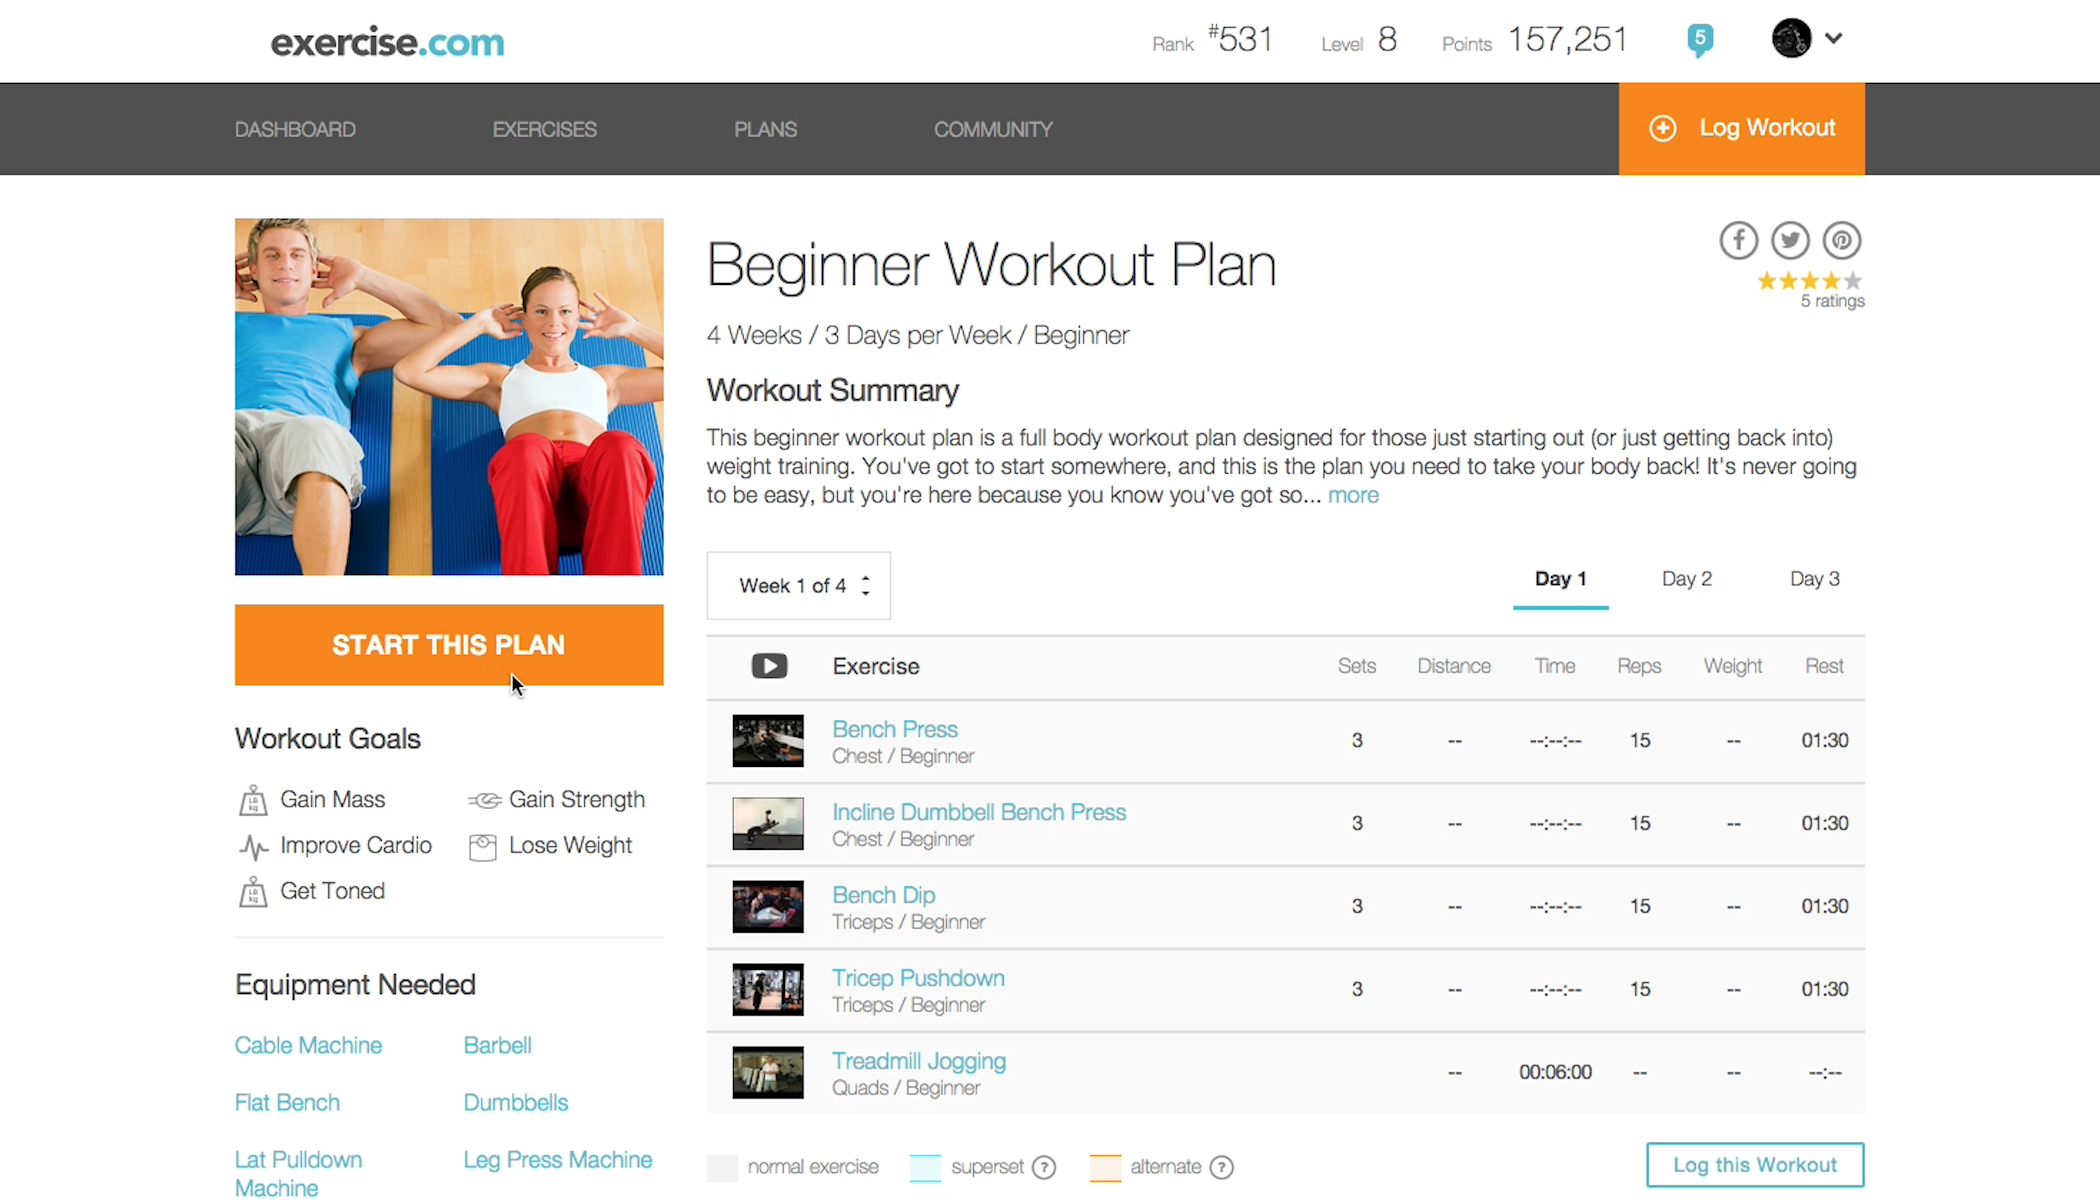 exercise.com
Rank #531 Level 8 Points 157,251 5
DASHBOARD EXERCISES PLANS COMMUNITY Log Workout
Beginner Workout Plan
5 ratings
4 Weeks / 3 Days per Week / Beginner
Workout Summary
This beginner workout plan is a full body workout plan designed for those just starting out (or just getting back into)
weight training. You've got to start somewhere, and this is the plan you need to take your body back! It's never going
to be easy, but you're here because you know you've got so... more
START THIS PLAN
Workout Goals
Gain Mass Gain Strength
Improve Cardio Lose Weight
Get Toned
Equipment Needed
Cable Machine Barbell
Flat Bench Dumbbells
Lat Pulldown Leg Press Machine
Machine
Week 1 of 4 Day 1 Day 2 Day 3
Exercise Sets Distance Time Reps Weight Rest
Bench Press
Chest / Beginner
3 -- --:--:-- 15 -- 01:30
Incline Dumbbell Bench Press
Chest / Beginner
3 -- --:--:-- 15 -- 01:30
Bench Dip
Triceps / Beginner
3 -- --:--:-- 15 -- 01:30
Tricep Pushdown
Triceps / Beginner
3 -- --:--:-- 15 -- 01:30
Treadmill Jogging
Quads / Beginner
-- 00:06:00 -- -- --:--
normal exercise superset ? alternate ?
Log this Workout